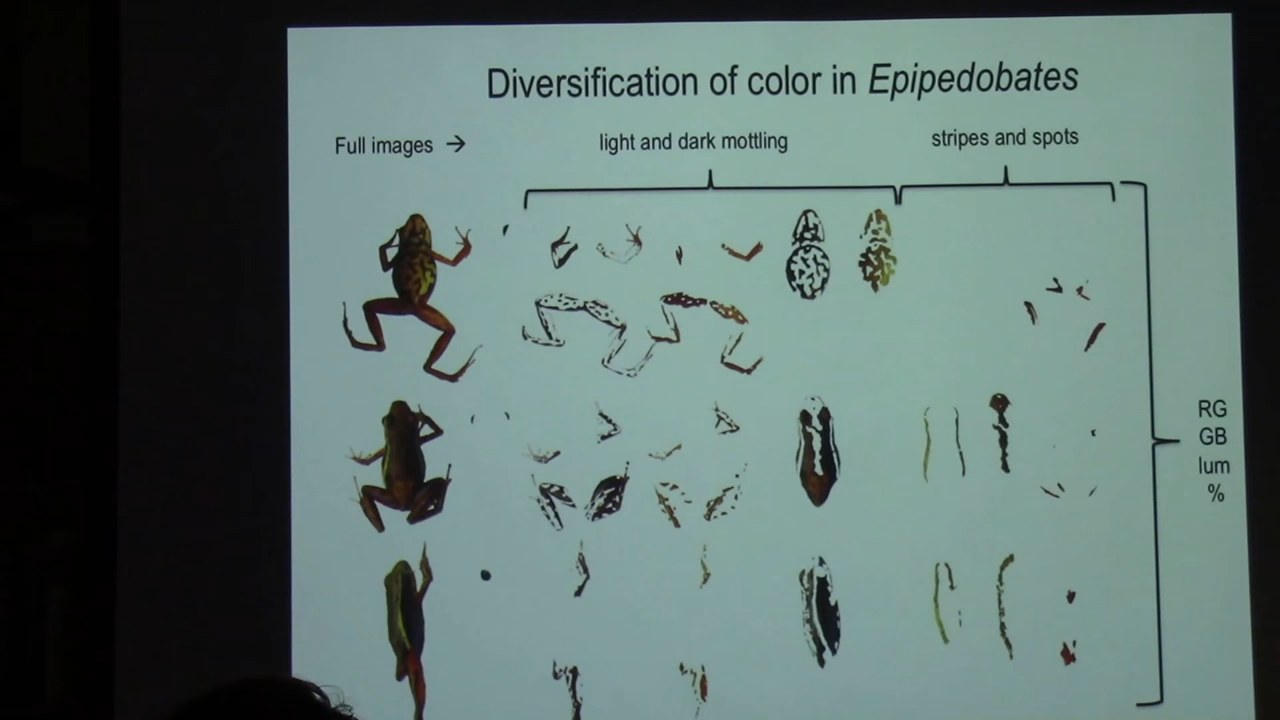 Diversification of color in Epipedobates
Full images →
light and dark mottling
stripes and spots
RG
GB
lum
%